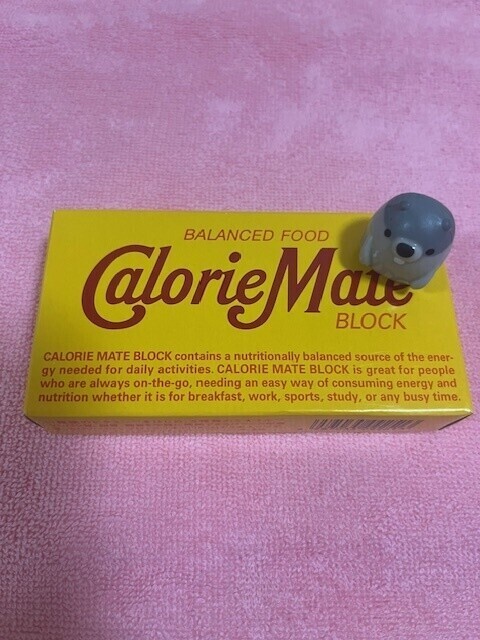 BALANCED FOOD
CalorieMate
BLOCK
CALORIE MATE BLOCK contains a nutritionally balanced source of the ener-
gy needed for daily activities. CALORIE MATE BLOCK is great for people
who are always on-the-go, needing an easy way of consuming energy and
nutrition whether it is for breakfast, work, sports, study, or any busy time.